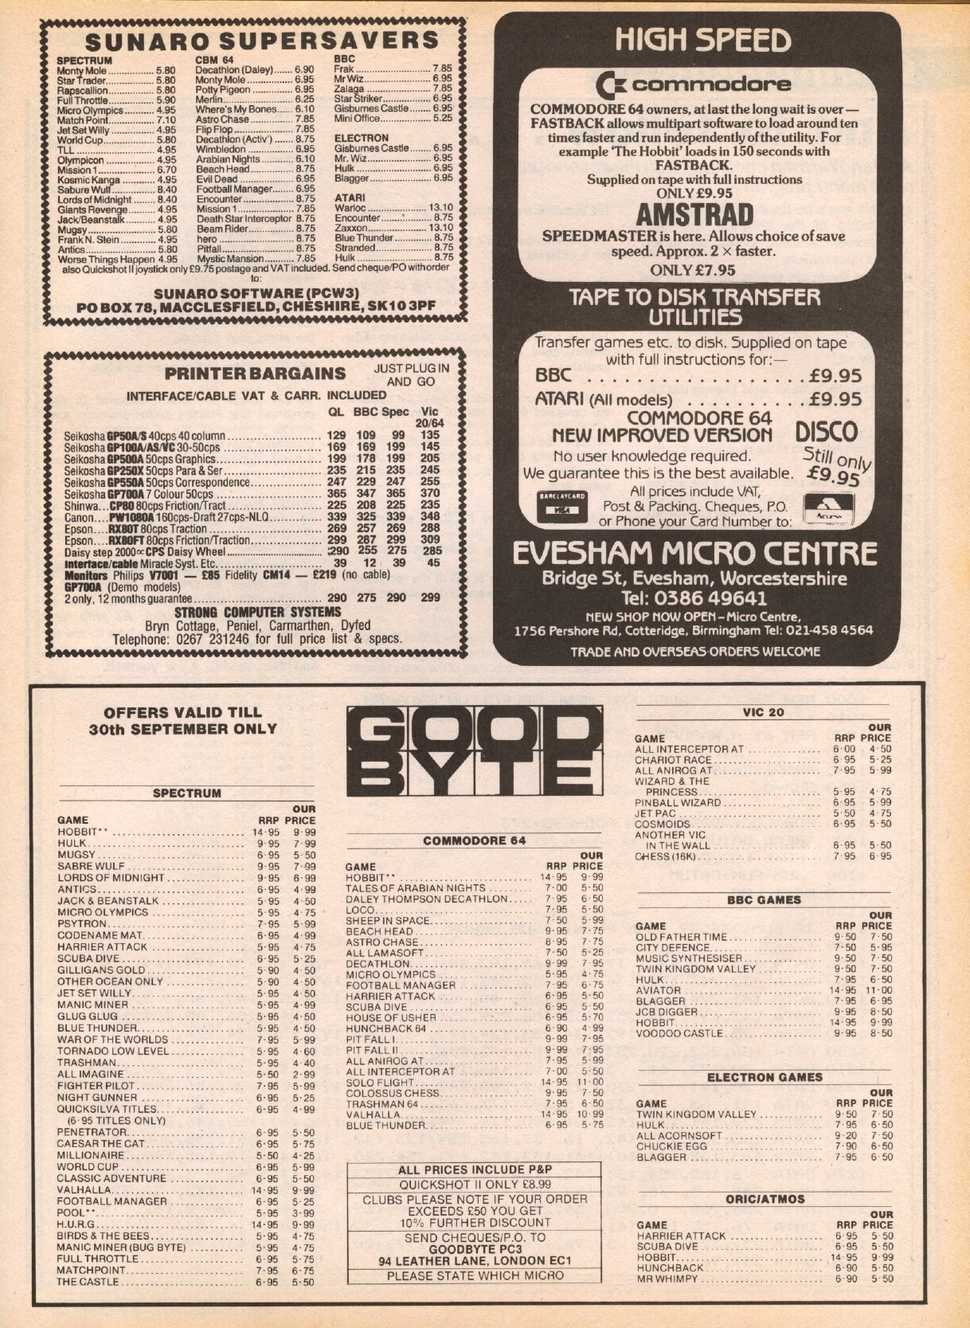 SUNARO SUPERSAVERS
SPECTRUM
Monty Mole 5.80
Star Trader 5.80
Rapscallion 5.80
Full Throttle 5.90
Micro Olympics 4.95
Match Point 7.10
Jet Set Willy 4.95
World Cup 5.80
TLL 4.95
Olympicon 4.95
Mission 1 6.70
Kosmic Kanga 4.95
Sabure Wulf 8.40
Lords of Midnight 8.40
Giants Revenge 4.95
Jack/Beanstalk 4.95
Mugsy 5.80
Frank N. Stein 4.95
Antics 5.80
Worse Things Happen 4.95
CBM 64
Decathlon (Daley) 6.90
Monty Mole 6.95
Potty Pigeon 6.95
Merlin 6.25
Where's My Bones 6.10
Astro Chase 7.85
Flip Flop 7.85
Decathlon (Activ') 8.75
Wimbledon 6.95
Arabian Nights 6.10
Beach Head 8.75
Evil Dead 6.95
Football Manager 6.95
Encounter 8.75
Mission 1 7.85
Death Star Interceptor 8.75
Beam Rider 8.75
hero 8.75
Pitfall 8.75
Mystic Mansion 7.85
BBC
Frak 7.85
Mr Wiz 6.95
Zalaga 7.85
Star Striker 6.95
Gisburnes Castle 6.95
Mini Office 5.25
ELECTRON
Gisburnes Castle 6.95
Mr. Wiz 6.95
Hulk 6.95
Blagger 6.95
ATARI
Warloc 13.10
Encounter 8.75
Zaxxon 13.10
Blue Thunder 8.75
Stranded 8.75
Hulk 8.75
also Quickshot II joystick only £9.75 postage and VAT included. Send cheque/PO with order
to:
SUNARO SOFTWARE (PCW3)
PO BOX 78, MACCLESFIELD, CHESHIRE, SK10 3PF
PRINTER BARGAINS JUST PLUG IN
AND GO
INTERFACE/CABLE VAT & CARR. INCLUDED
QL BBC Spec Vic
20/64
Seikosha GP50A/S 40cps 40 column 129 109 99 135
Seikosha GP100A/AS/VC 30-50cps 169 169 199 145
Seikosha GP500A 50cps Graphics 199 178 199 205
Seikosha GP250X 50cps Para & Ser 235 215 235 245
Seikosha GP550A 50cps Correspondence 247 229 247 255
Seikosha GP700A 7 Colour 50cps 365 347 365 370
Shinwa...CP80 80cps Friction/Tract 225 208 225 235
Canon....PW1080A 160cps-Draft 27cps-NLQ 339 325 339 348
Epson....RX80T 80cps Traction 269 257 269 288
Epson....RX80FT 80cps Friction/Traction 299 287 299 309
Daisy step 2000 CPS Daisy Wheel 290 255 275 285
Interface/cable Miracle Syst. Etc. 39 12 39 45
Monitors Philips V7001 — £85 Fidelity CM14 — £219 (no cable)
GP700A (Demo models)
2 only, 12 months guarantee 290 275 290 299
STRONG COMPUTER SYSTEMS
Bryn Cottage, Peniel, Carmarthen, Dyfed
Telephone: 0267 231246 for full price list & specs.
HIGH SPEED
commodore
COMMODORE 64 owners, at last the long wait is over —
FASTBACK allows multipart software to load around ten
times faster and run independently of the utility. For
example 'The Hobbit' loads in 150 seconds with
FASTBACK.
Supplied on tape with full instructions
ONLY £9.95
AMSTRAD
SPEEDMASTER is here. Allows choice of save
speed. Approx. 2 × faster.
ONLY £7.95
TAPE TO DISK TRANSFER
UTILITIES
Transfer games etc. to disk. Supplied on tape
with full instructions for:—
BBC £9.95
ATARI (All models) £9.95
COMMODORE 64
NEW IMPROVED VERSION DISCO
No user knowledge required. Still only
We guarantee this is the best available. £9.95
BARCLAYCARD
VISA
All prices include VAT,
Post & Packing. Cheques, P.O.
or Phone your Card Number to:
Access
EVESHAM MICRO CENTRE
Bridge St, Evesham, Worcestershire
Tel: 0386 49641
NEW SHOP NOW OPEN – Micro Centre,
1756 Pershore Rd, Cotteridge, Birmingham Tel: 021-458 4564
TRADE AND OVERSEAS ORDERS WELCOME
OFFERS VALID TILL
30th SEPTEMBER ONLY
SPECTRUM
OUR
GAME RRP PRICE
HOBBIT** 14·95 9·99
HULK 9·95 7·99
MUGSY 6·95 5·50
SABRE WULF 9·95 7·99
LORDS OF MIDNIGHT 9·95 6·99
ANTICS 6·95 4·99
JACK & BEANSTALK 5·95 4·50
MICRO OLYMPICS 5·95 4·75
PSYTRON 7·95 5·99
CODENAME MAT 6·95 4·99
HARRIER ATTACK 5·95 4·75
SCUBA DIVE 6·95 5·25
GILLIGANS GOLD 5·90 4·50
OTHER OCEAN ONLY 5·90 4·50
JET SET WILLY 5·95 4·50
MANIC MINER 5·95 4·99
GLUG GLUG 5·95 4·50
BLUE THUNDER 5·95 4·50
WAR OF THE WORLDS 7·95 5·99
TORNADO LOW LEVEL 5·95 4·60
TRASHMAN 5·95 4·40
ALL IMAGINE 5·50 2·99
FIGHTER PILOT 7·95 5·99
NIGHT GUNNER 6·95 5·25
QUICKSILVA TITLES 6·95 4·99
(6·95 TITLES ONLY)
PENETRATOR 6·95 5·50
CAESAR THE CAT 6·95 5·75
MILLIONAIRE 5·50 4·25
WORLD CUP 6·95 5·99
CLASSIC ADVENTURE 6·95 5·50
VALHALLA 14·95 9·99
FOOTBALL MANAGER 6·95 5·25
POOL** 5·95 3·99
H.U.R.G 14·95 9·99
BIRDS & THE BEES 5·95 4·75
MANIC MINER (BUG BYTE) 5·95 4·75
FULL THROTTLE 6·95 5·75
MATCHPOINT 7·95 6·75
THE CASTLE 6·95 5·50
GOOD
BYTE
COMMODORE 64
OUR
GAME RRP PRICE
HOBBIT** 14·95 9·99
TALES OF ARABIAN NIGHTS 7·00 5·50
DALEY THOMPSON DECATHLON 7·95 6·50
LOCO 7·95 5·50
SHEEP IN SPACE 7·50 5·99
BEACH HEAD 9·95 7·75
ASTRO CHASE 8·95 7·75
ALL LAMASOFT 7·50 5·25
DECATHLON 9·99 7·95
MICRO OLYMPICS 5·95 4·75
FOOTBALL MANAGER 7·95 6·75
HARRIER ATTACK 6·95 5·50
SCUBA DIVE 6·95 5·50
HOUSE OF USHER 6·95 5·70
HUNCHBACK 64 6·90 4·99
PIT FALL I 9·99 7·95
PIT FALL II 9·99 7·95
ALL ANIROG AT 7·95 5·99
ALL INTERCEPTOR AT 7·00 5·50
SOLO FLIGHT 14·95 11·00
COLOSSUS CHESS 9·95 7·50
TRASHMAN 64 7·95 6·50
VALHALLA 14·95 10·99
BLUE THUNDER 6·95 5·75
ALL PRICES INCLUDE P&P
QUICKSHOT II ONLY £8.99
CLUBS PLEASE NOTE IF YOUR ORDER
EXCEEDS £50 YOU GET
10% FURTHER DISCOUNT
SEND CHEQUES/P.O. TO
GOODBYTE PC3
94 LEATHER LANE, LONDON EC1
PLEASE STATE WHICH MICRO
VIC 20
OUR
GAME RRP PRICE
ALL INTERCEPTOR AT 6·00 4·50
CHARIOT RACE 6·95 5·25
ALL ANIROG AT 7·95 5·99
WIZARD & THE
PRINCESS 5·95 4·75
PINBALL WIZARD 6·95 5·99
JET PAC 5·50 4·75
COSMOIDS 6·95 5·50
ANOTHER VIC
IN THE WALL 6·95 5·50
CHESS (16K) 7·95 6·95
BBC GAMES
OUR
GAME RRP PRICE
OLD FATHER TIME 9·50 7·50
CITY DEFENCE 7·50 5·95
MUSIC SYNTHESISER 9·50 7·50
TWIN KINGDOM VALLEY 9·50 7·50
HULK 7·95 6·50
AVIATOR 14·95 11·00
BLAGGER 7·95 6·95
JCB DIGGER 9·95 8·50
HOBBIT 14·95 9·99
VOODOO CASTLE 9·95 8·50
ELECTRON GAMES
OUR
GAME RRP PRICE
TWIN KINGDOM VALLEY 9·50 7·50
HULK 7·95 6·50
ALL ACORNSOFT 9·20 7·50
CHUCKIE EGG 7·90 6·50
BLAGGER 7·95 6·50
ORIC/ATMOS
OUR
GAME RRP PRICE
HARRIER ATTACK 6·95 5·50
SCUBA DIVE 6·95 5·50
HOBBIT 14·95 9·99
HUNCHBACK 6·90 5·50
MR WHIMPY 6·90 5·50